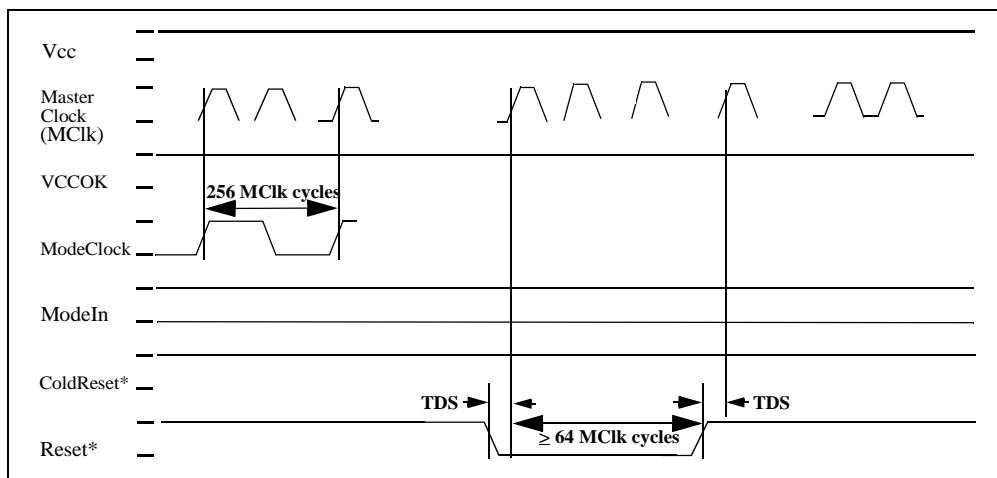 Vcc
Master
Clock
(MClk)
VCCOK
256 MClk cycles
ModeClock
ModeIn
ColdReset*
TDS
TDS
≥ 64 MClk cycles
Reset*